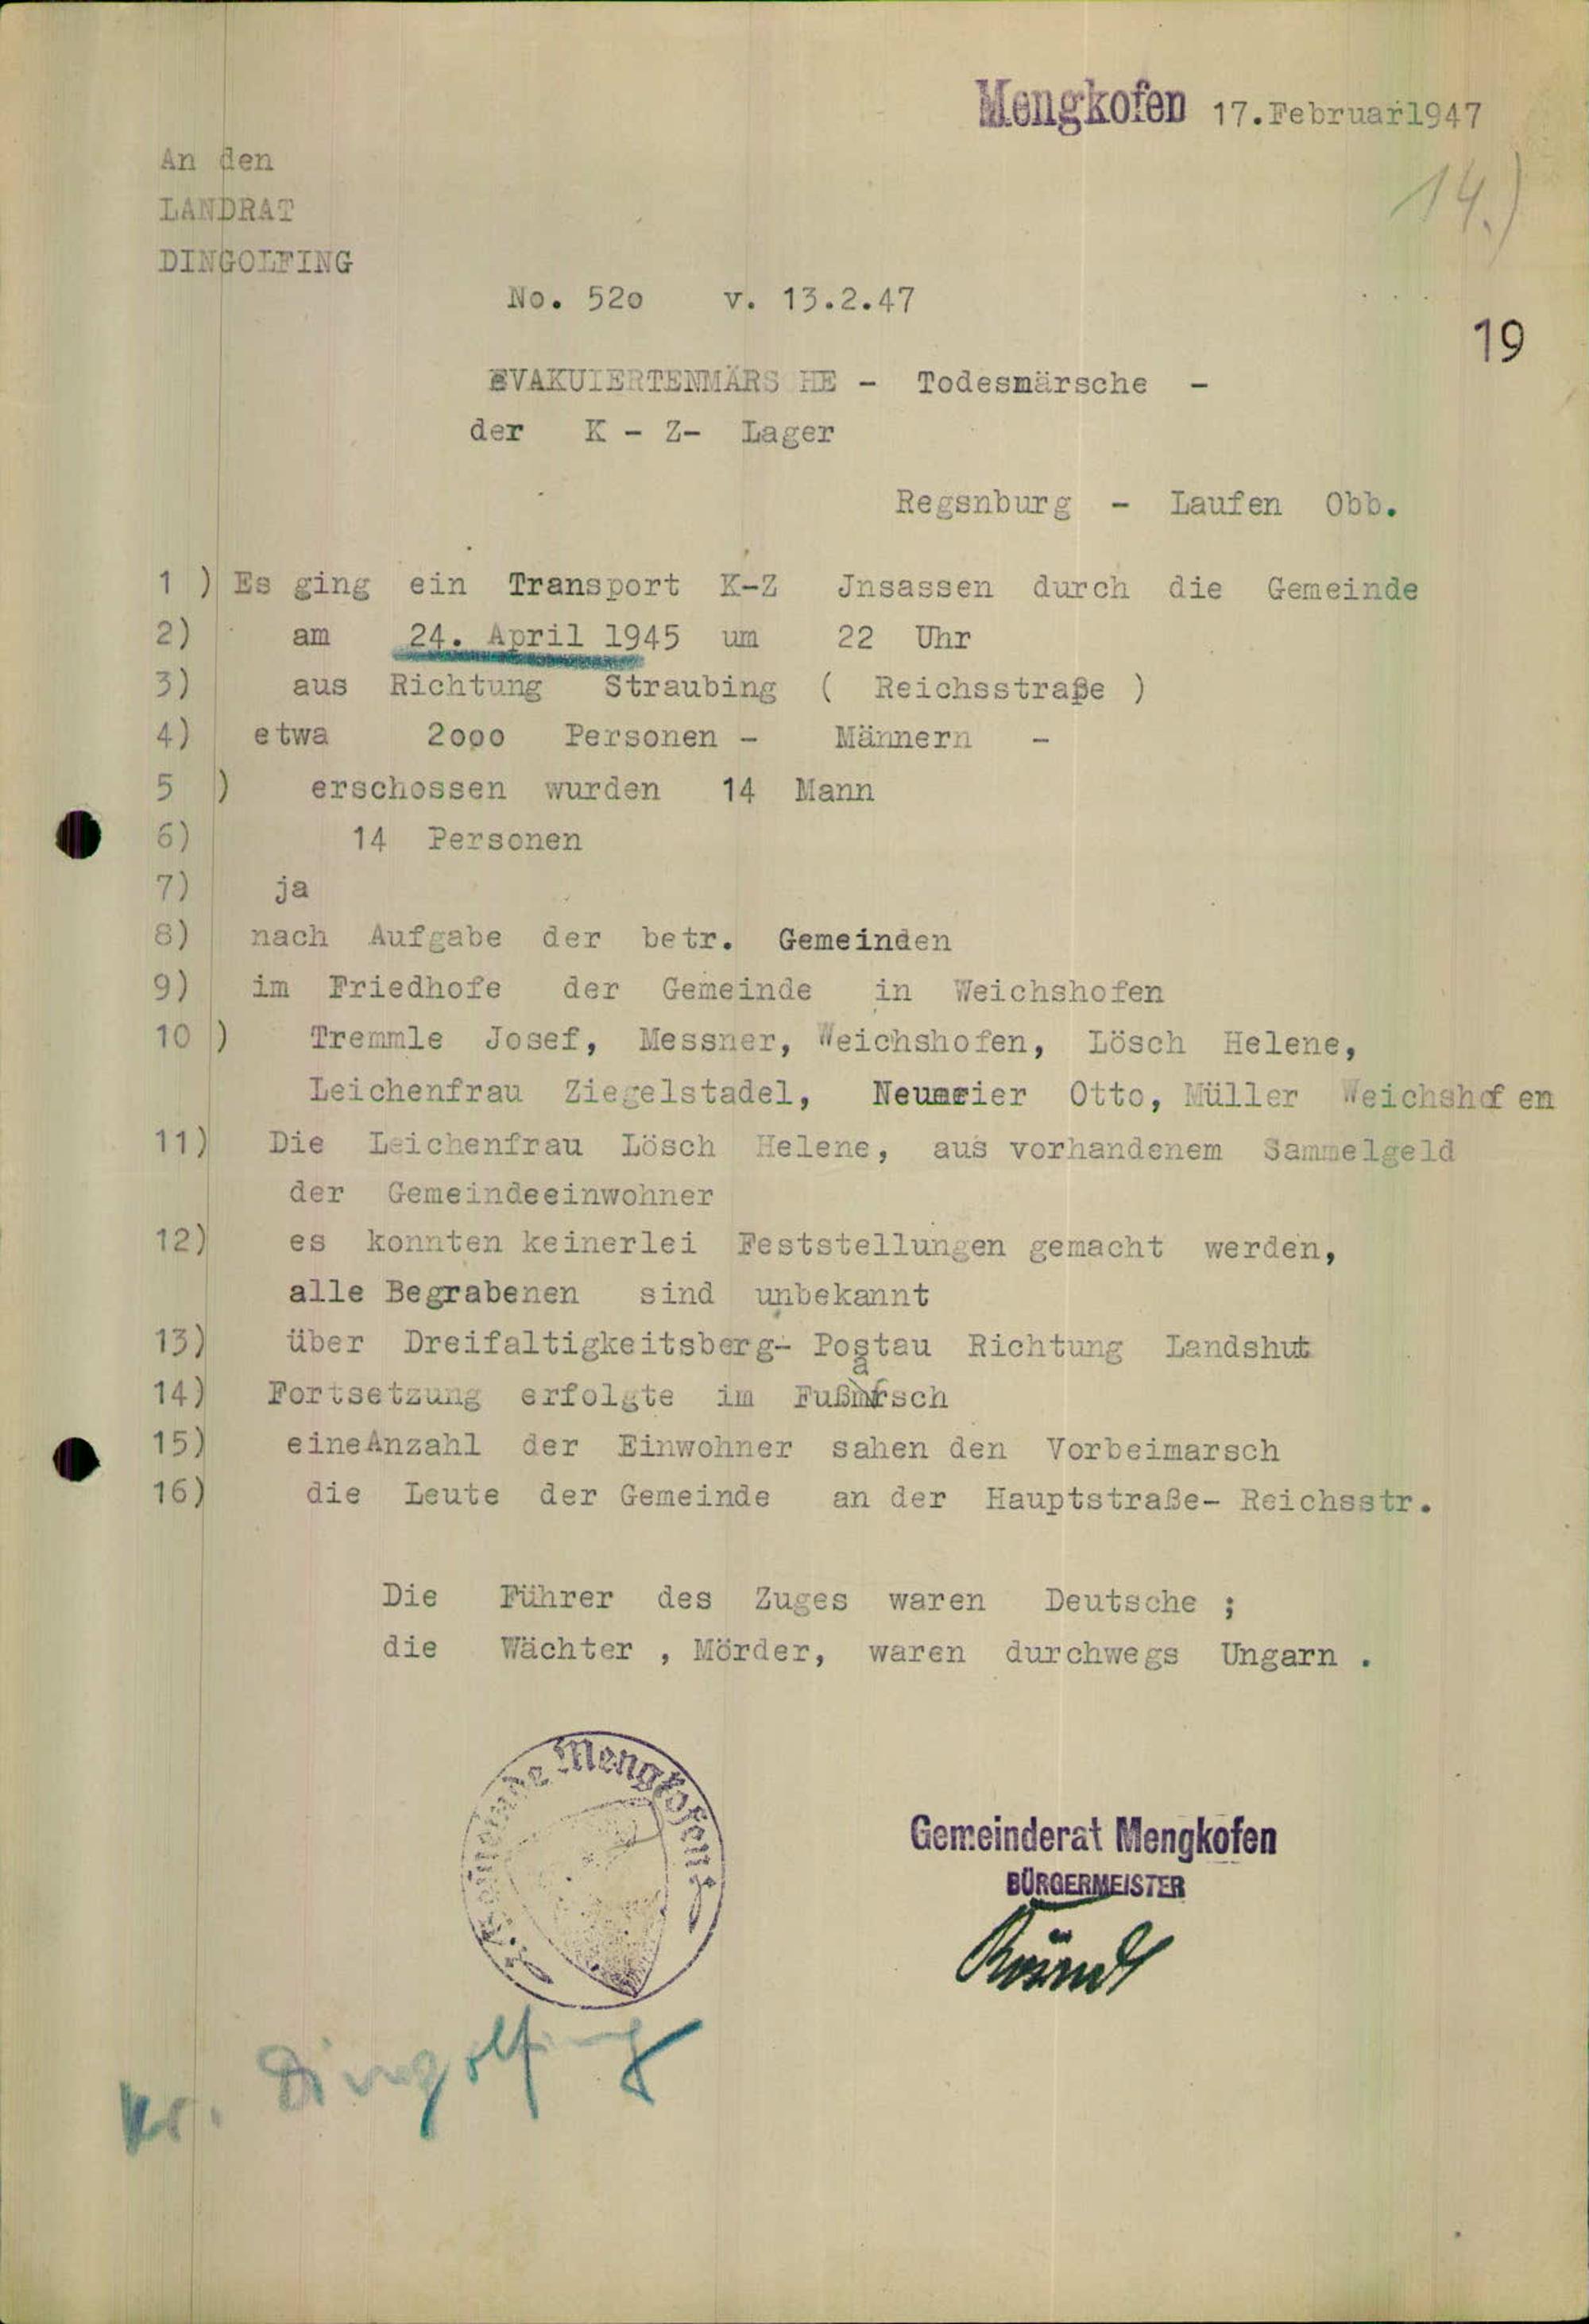 Mengkofen 17.Februar1947
An den
14.)
LANDRAT
DINGOLFING
No. 52o v. 13.2.47
19
EVAKUIERTENMÄRS HE - Todesmärsche -
der K - Z- Lager
Regsnburg - Laufen Obb.
1 ) Es ging ein Transport K-Z Jnsassen durch die Gemeinde
2) am 24. April 1945 um 22 Uhr
3) aus Richtung Straubing ( Reichsstraße )
4) etwa 2ooo Personen - Männern -
5 ) erschossen wurden 14 Mann
6) 14 Personen
7) ja
8) nach Aufgabe der betr. Gemeinden
9) im Friedhofe der Gemeinde in Weichshofen
10 ) Tremmle Josef, Messner, Weichshofen, Lösch Helene,
Leichenfrau Ziegelstadel, Neumeier Otto, Müller Weichshofen
11) Die Leichenfrau Lösch Helene, aus vorhandenem Sammelgeld
der Gemeindeeinwohner
12) es konnten keinerlei Feststellungen gemacht werden,
alle Begrabenen sind unbekannt
13) über Dreifaltigkeitsberg- Postau Richtung Landshut
14) Fortsetzung erfolgte im Fußmarsch
15) eineAnzahl der Einwohner sahen den Vorbeimarsch
16) die Leute der Gemeinde an der Hauptstraße- Reichsstr.
Die Führer des Zuges waren Deutsche ;
die Wächter , Mörder, waren durchwegs Ungarn .
Gemeinde Mengkofen
Gemeinderat Mengkofen
BÜRGERMEISTER
Kr. Dingolfing